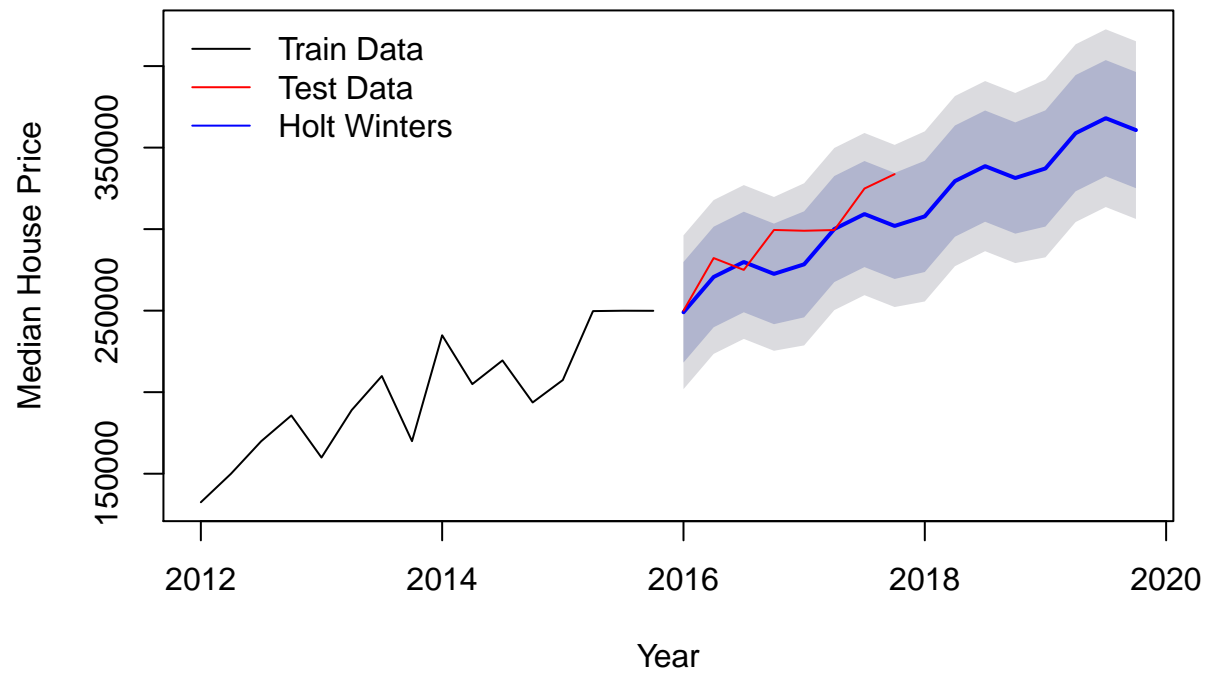 Train Data
Test Data
Holt Winters
Median House Price
350000
250000
150000
2012 2014 2016 2018 2020
Year